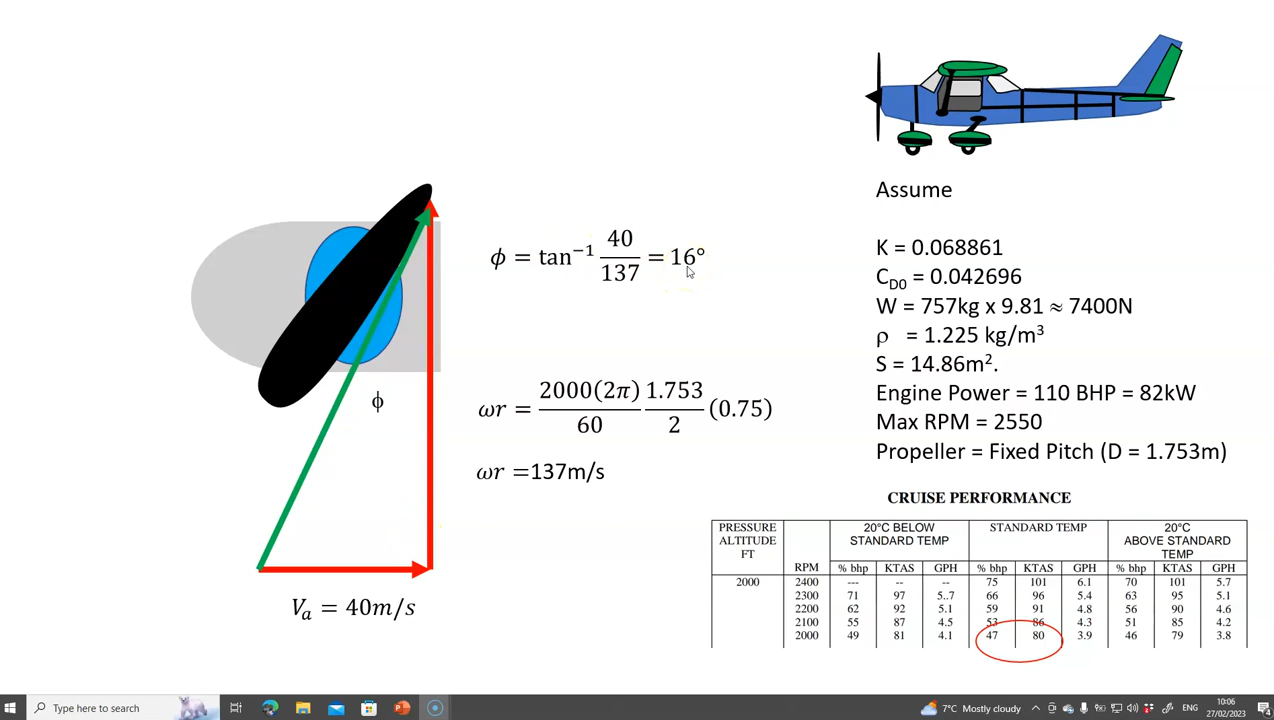 Assume
K = 0.068861
C_D0 = 0.042696
W = 757kg x 9.81 ≈ 7400N
ρ = 1.225 kg/m³
S = 14.86m².
Engine Power = 110 BHP = 82kW
Max RPM = 2550
Propeller = Fixed Pitch (D = 1.753m)
ϕ = tan⁻¹ 40/137 = 16°
ϕ
ωr = 2000(2π)/60 1.753/2 (0.75)
ωr =137m/s
V_a = 40m/s
CRUISE PERFORMANCE
PRESSURE ALTITUDE FT | RPM | 20°C BELOW STANDARD TEMP | STANDARD TEMP | 20°C ABOVE STANDARD TEMP
% bhp KTAS GPH % bhp KTAS GPH % bhp KTAS GPH
2000 2400 --- -- -- 75 101 6.1 70 101 5.7
2300 71 97 5..7 66 96 5.4 63 95 5.1
2200 62 92 5.1 59 91 4.8 56 90 4.6
2100 55 87 4.5 53 86 4.3 51 85 4.2
2000 49 81 4.1 47 80 3.9 46 79 3.8
Type here to search
7°C Mostly cloudy
ENG
10:06
27/02/2023